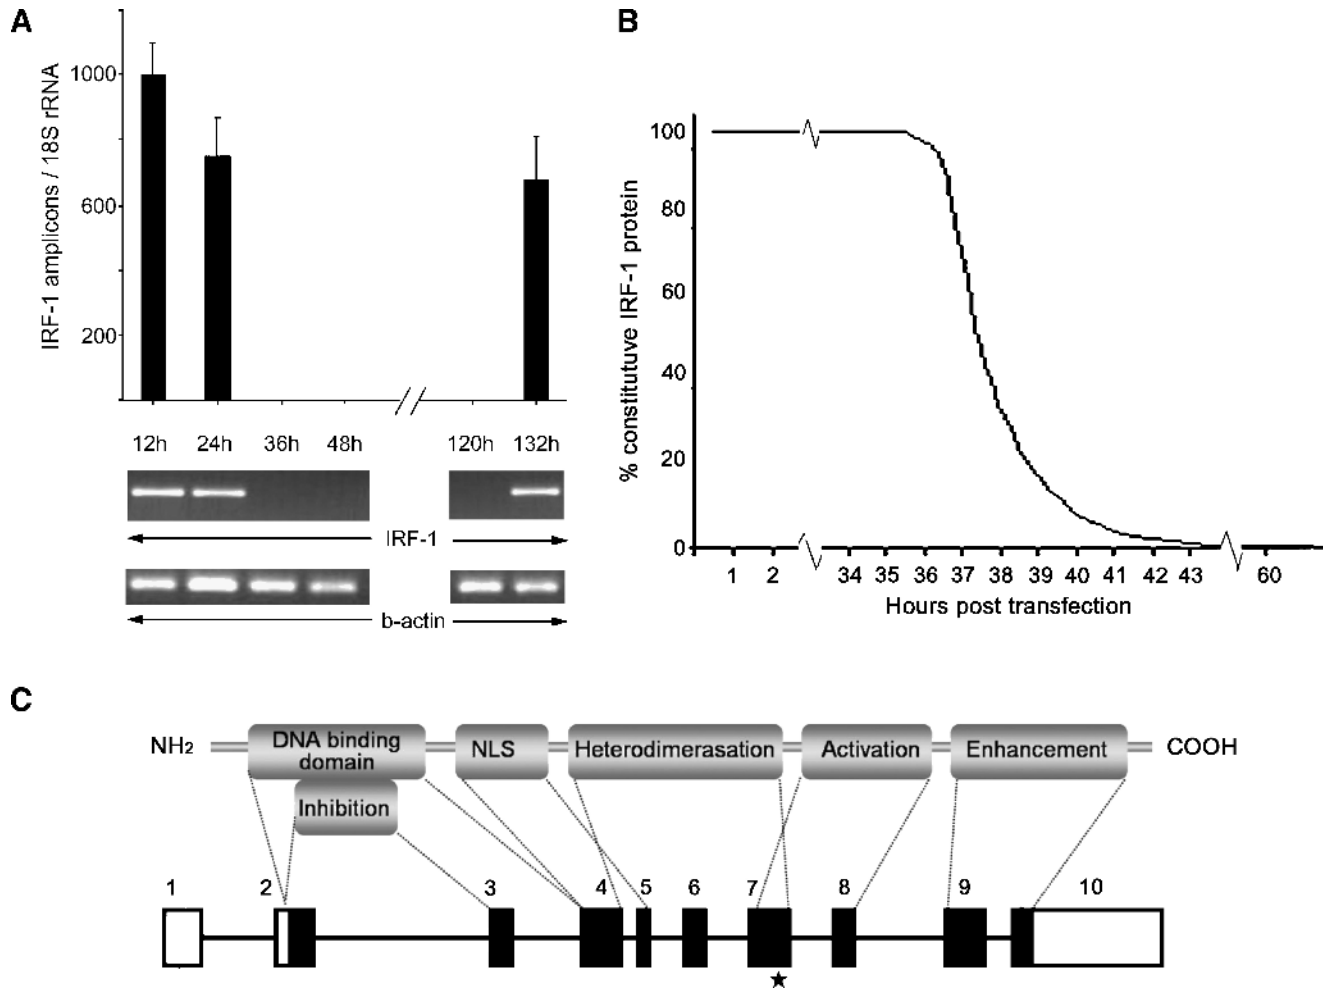 A
IRF-1 amplicons / 18S rRNA
1000
600
200
12h 24h 36h 48h 120h 132h
IRF-1
b-actin
B
% constitutuve IRF-1 protein
100
80
60
40
20
0
1 2 34 35 36 37 38 39 40 41 42 43 60
Hours post transfection
C
NH2 DNA binding domain NLS Heterodimerasation Activation Enhancement COOH
Inhibition
1 2 3 4 5 6 7 8 9 10